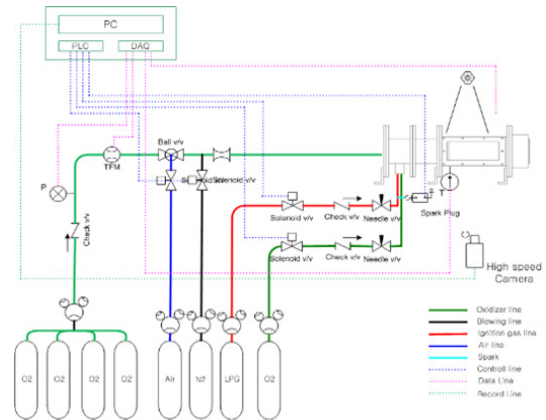 PC
PLC DAQ
Ball v/v
TFM
Solenoid v/v
P
Check v/v
Solenoid v/v Check v/v Needle v/v
T
Spark Plug
Solenoid v/v Check v/v Needle v/v
High speed
Camera
Oxidizer line
Blowing line
Ignition gas line
Air line
Spark
Controll line
Data Line
Record Line
O2 O2 O2 O2 Air N2 LPG O2